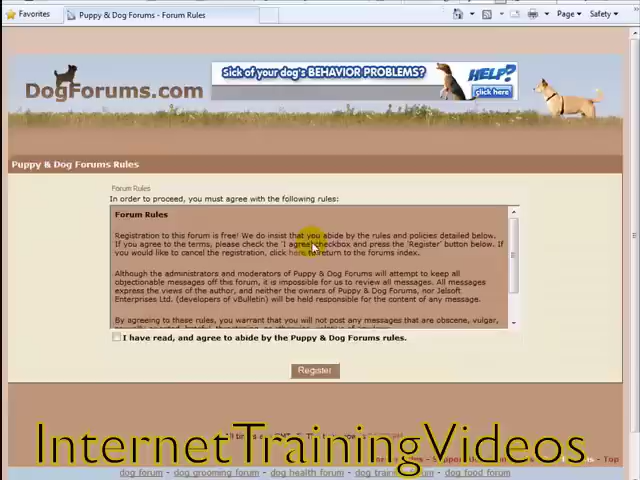 Favorites
Puppy & Dog Forums - Forum Rules
Page
Safety
DogForums.com
Sick of your dog's BEHAVIOR PROBLEMS?
HELP?
click here
Puppy & Dog Forums Rules
Forum Rules
In order to proceed, you must agree with the following rules:
Forum Rules
Registration to this forum is free! We do insist that you abide by the rules and policies detailed below.
If you agree to the terms, please check the 'I agree' checkbox and press the 'Register' button below. If
you would like to cancel the registration, click here to return to the forums index.
Although the administrators and moderators of Puppy & Dog Forums will attempt to keep all
objectionable messages off this forum, it is impossible for us to review all messages. All messages
express the views of the author, and neither the owners of Puppy & Dog Forums, nor Jelsoft
Enterprises Ltd. (developers of vBulletin) will be held responsible for the content of any message.
By agreeing to these rules, you warrant that you will not post any messages that are obscene, vulgar,
I have read, and agree to abide by the Puppy & Dog Forums rules.
Register
InternetTrainingVideos
Top
dog forum - dog grooming forum - dog health forum - dog training forum - dog food forum